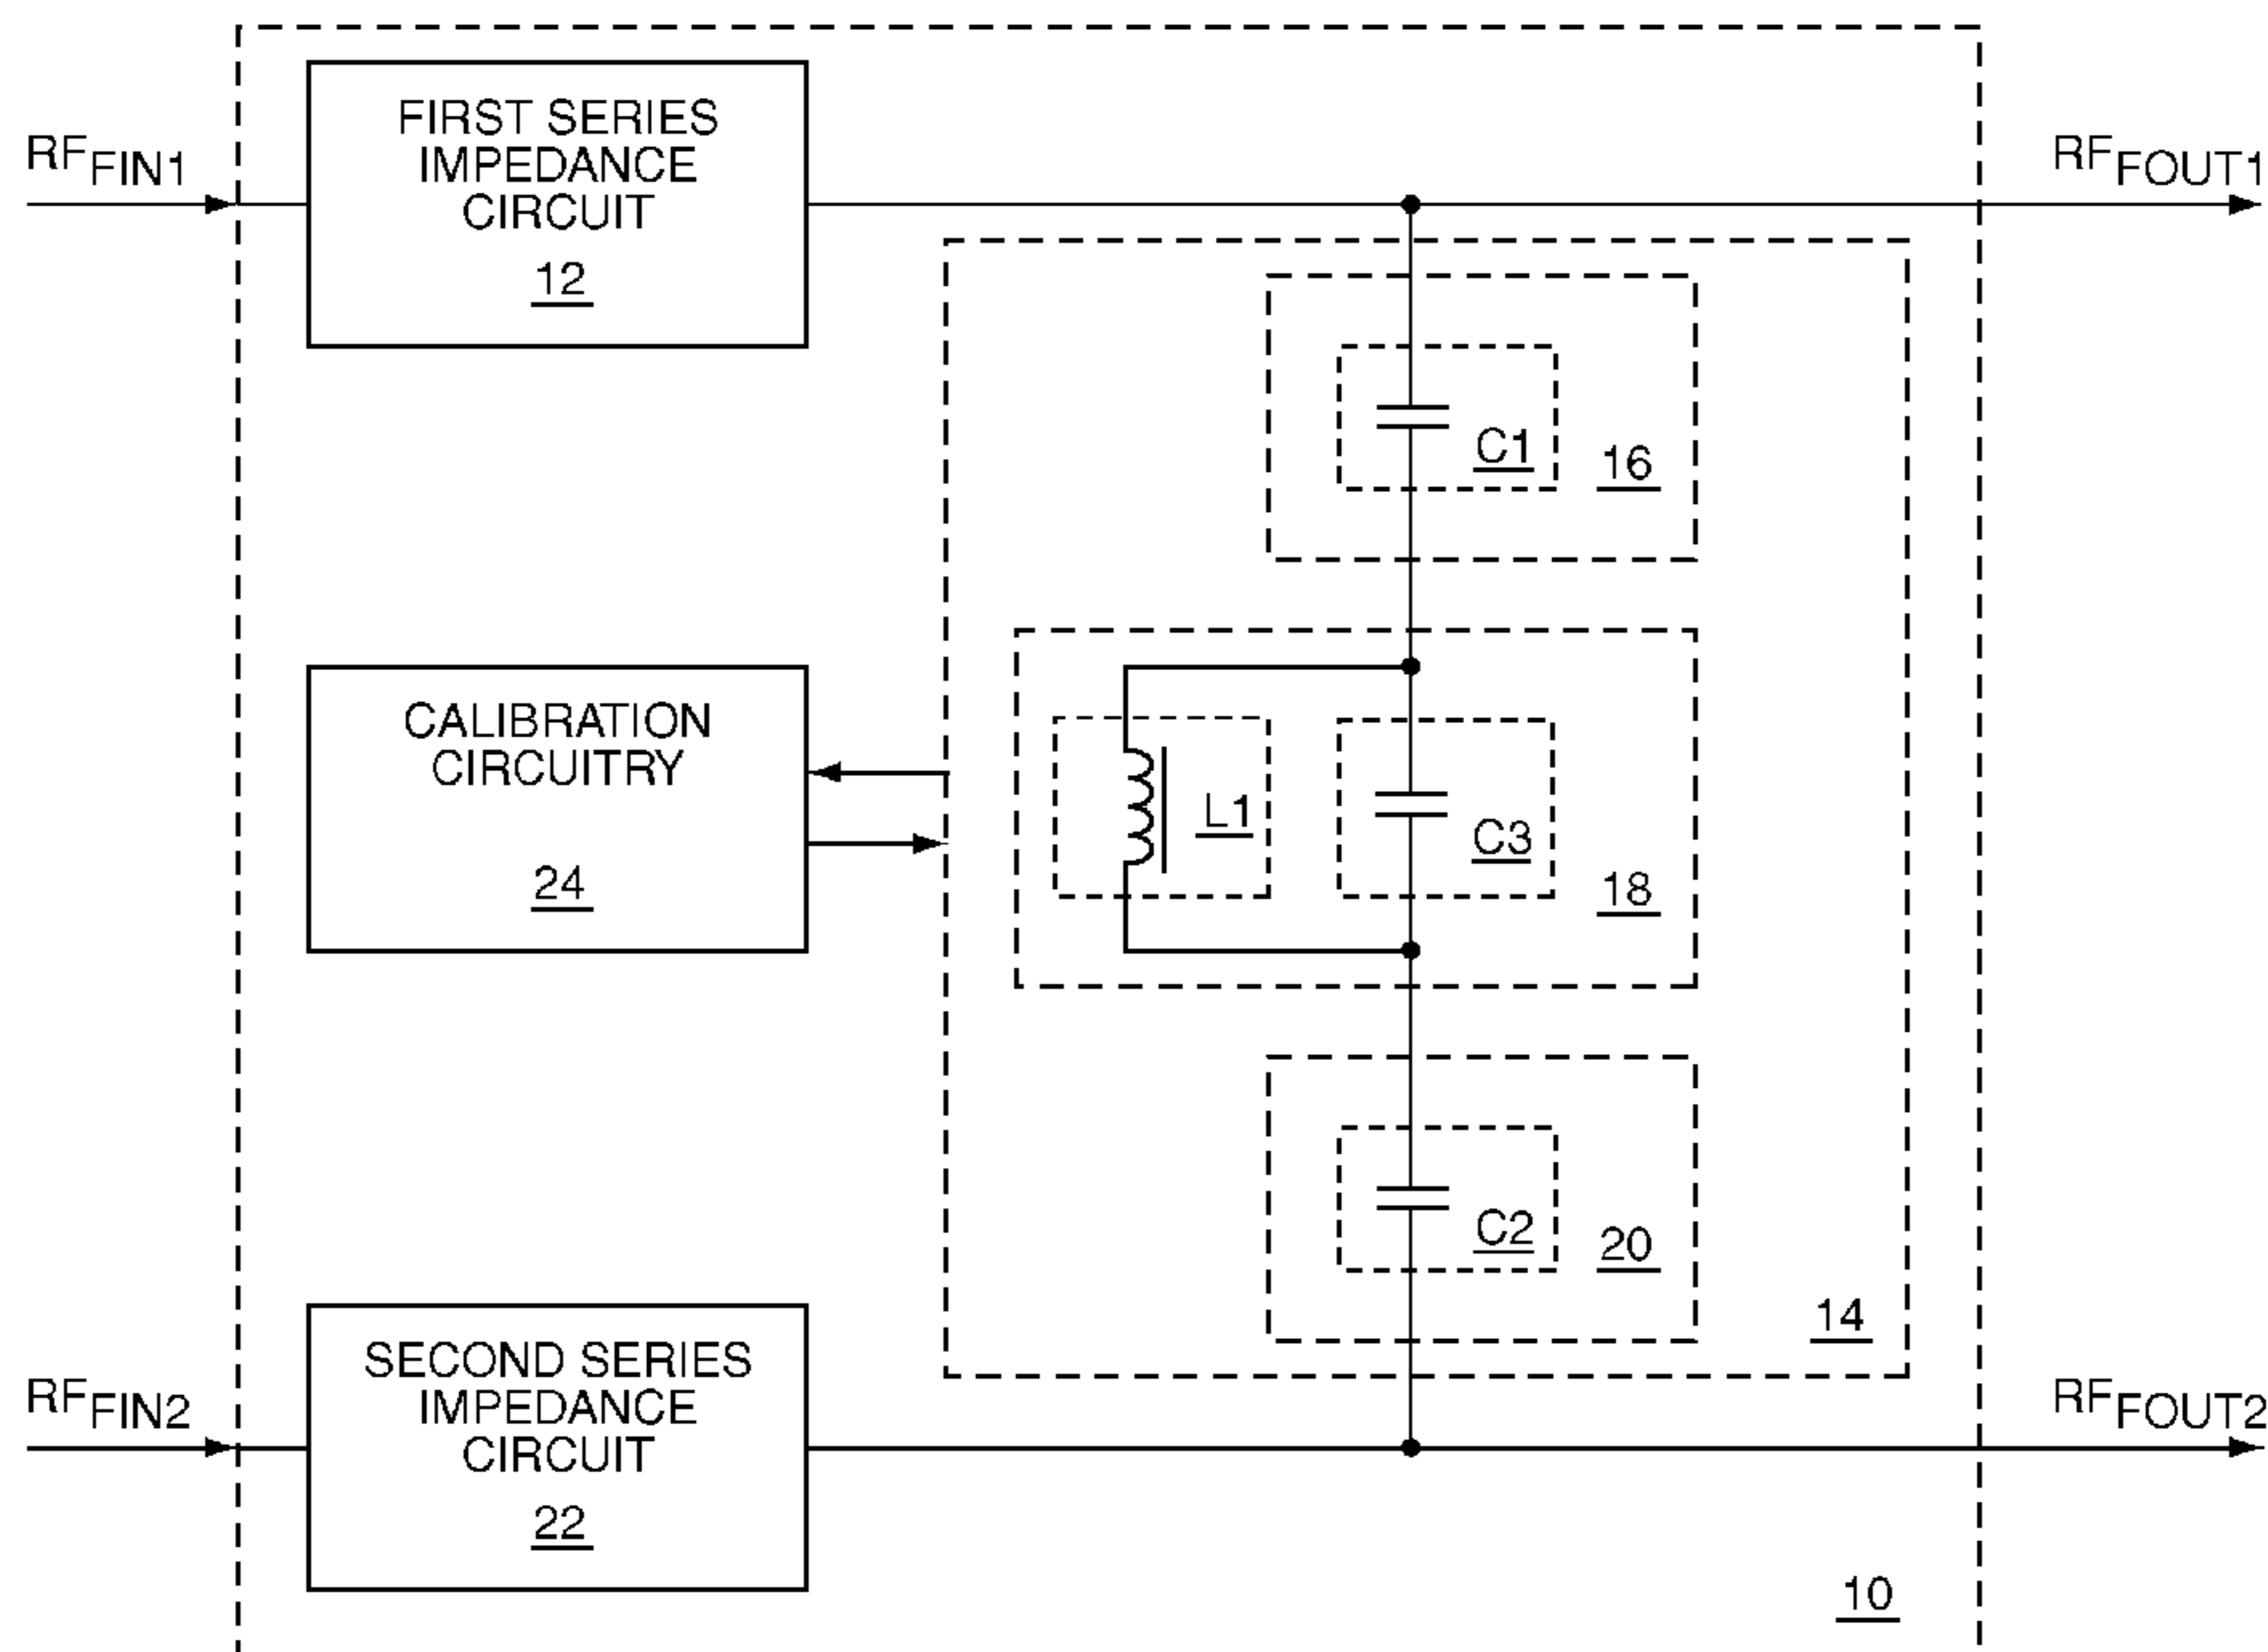 FIRST SERIES
IMPEDANCE
CIRCUIT
12
RFFIN1
RFFOUT1
C1
16
CALIBRATION
CIRCUITRY
24
L1
C3
18
C2
20
14
SECOND SERIES
IMPEDANCE
CIRCUIT
22
RFFIN2
RFFOUT2
10